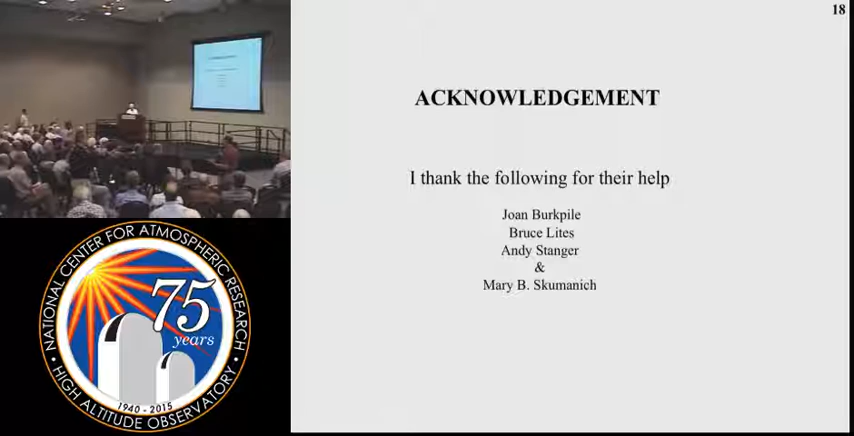 18
ACKNOWLEDGEMENT
I thank the following for their help
Joan Burkpile
Bruce Lites
Andy Stanger
&
Mary B. Skumanich
NATIONAL CENTER FOR ATMOSPHERIC RESEARCH
75
years
1940 - 2015
HIGH ALTITUDE OBSERVATORY